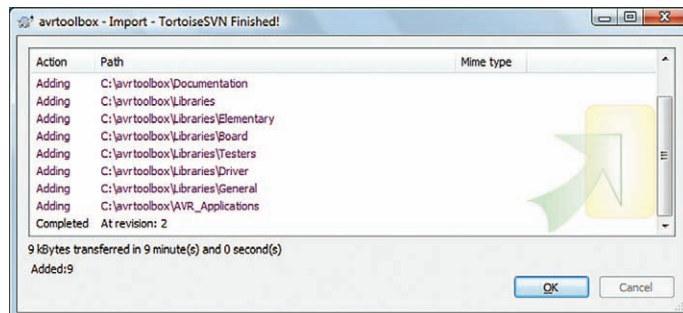 avrtoolbox - Import - TortoiseSVN Finished!
Action Path Mime type
Adding C:\avrtoolbox\Documentation
Adding C:\avrtoolbox\Libraries
Adding C:\avrtoolbox\Libraries\Elementary
Adding C:\avrtoolbox\Libraries\Board
Adding C:\avrtoolbox\Libraries\Testers
Adding C:\avrtoolbox\Libraries\Driver
Adding C:\avrtoolbox\Libraries\General
Adding C:\avrtoolbox\AVR_Applications
Completed At revision: 2
9 kBytes transferred in 9 minute(s) and 0 second(s)
Added:9
OK Cancel